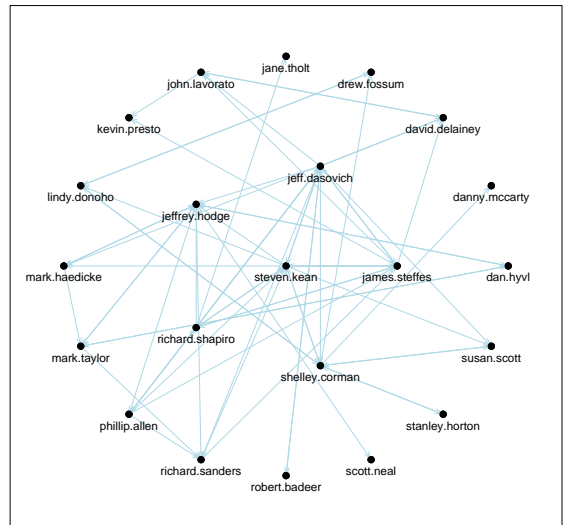 jane.tholt
john.lavorato
drew.fossum
kevin.presto
david.delainey
jeff.dasovich
lindy.donoho
danny.mccarty
jeffrey.hodge
mark.haedicke
steven.kean
james.steffes
dan.hyvl
richard.shapiro
mark.taylor
susan.scott
shelley.corman
phillip.allen
stanley.horton
richard.sanders
scott.neal
robert.badeer